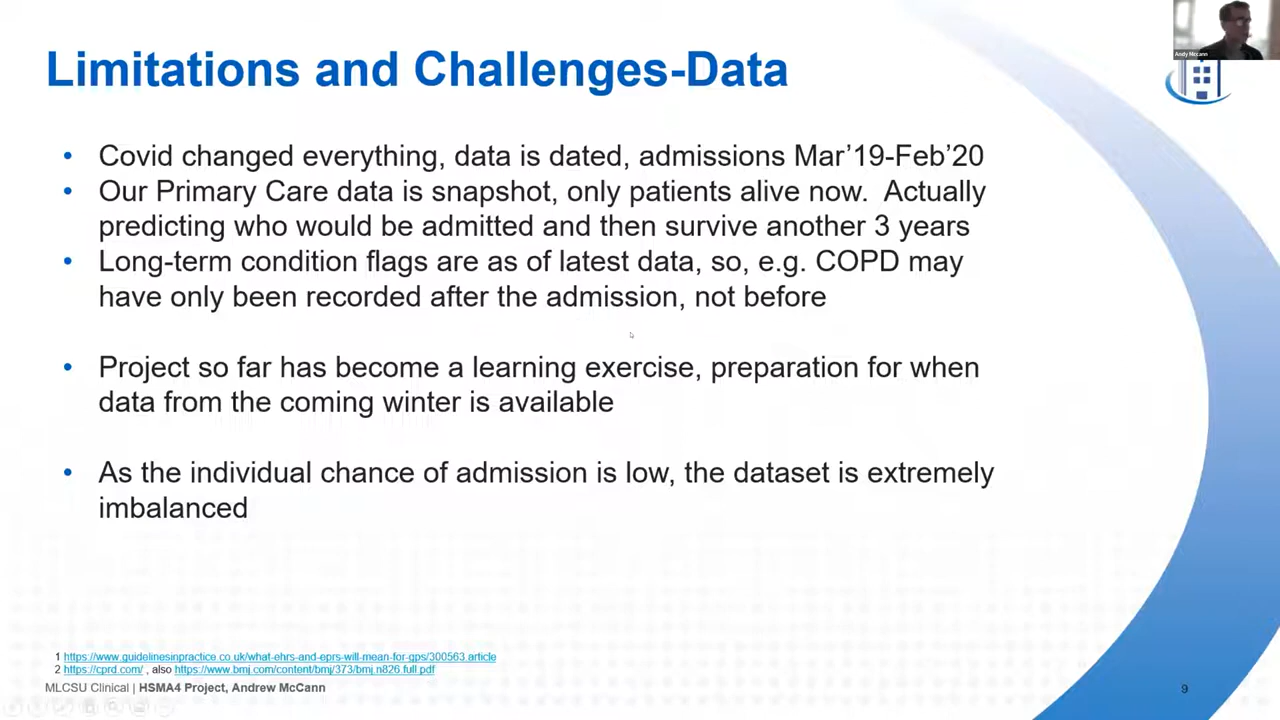 Andy Mccann
Limitations and Challenges-Data
• Covid changed everything, data is dated, admissions Mar’19-Feb’20
• Our Primary Care data is snapshot, only patients alive now.  Actually
predicting who would be admitted and then survive another 3 years
• Long-term condition flags are as of latest data, so, e.g. COPD may
have only been recorded after the admission, not before
• Project so far has become a learning exercise, preparation for when
data from the coming winter is available
• As the individual chance of admission is low, the dataset is extremely
imbalanced
1 https://www.guidelinesinpractice.co.uk/what-ehrs-and-eprs-will-mean-for-gps/300563.article
2 https://cprd.com/ , also https://www.bmj.com/content/bmj/373/bmj.n826.full.pdf
MLCSU Clinical | HSMA4 Project, Andrew McCann
9